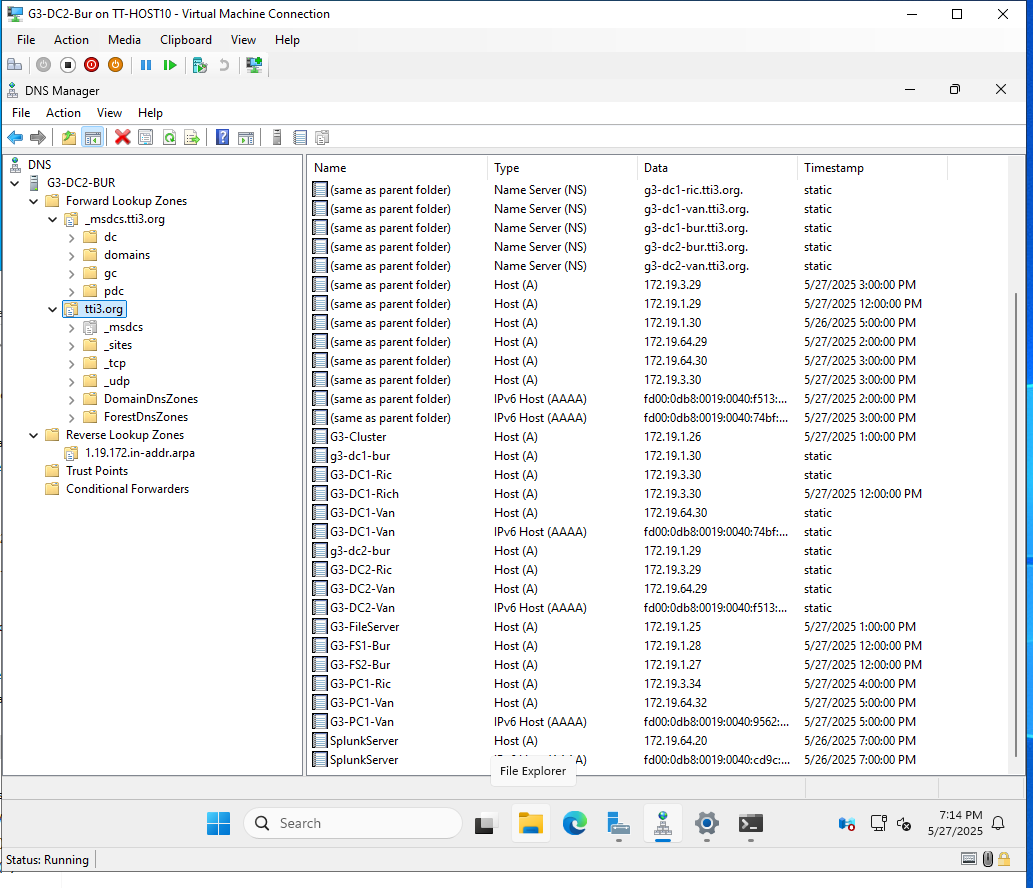 G3-DC2-Bur on TT-HOST10 - Virtual Machine Connection
File Action Media Clipboard View Help
DNS Manager
File Action View Help
DNS
G3-DC2-BUR
Forward Lookup Zones
_msdcs.tti3.org
dc
domains
gc
pdc
tti3.org
_msdcs
_sites
_tcp
_udp
DomainDnsZones
ForestDnsZones
Reverse Lookup Zones
1.19.172.in-addr.arpa
Trust Points
Conditional Forwarders
Name Type Data Timestamp
(same as parent folder) Name Server (NS) g3-dc1-ric.tti3.org. static
(same as parent folder) Name Server (NS) g3-dc1-van.tti3.org. static
(same as parent folder) Name Server (NS) g3-dc1-bur.tti3.org. static
(same as parent folder) Name Server (NS) g3-dc2-bur.tti3.org. static
(same as parent folder) Name Server (NS) g3-dc2-van.tti3.org. static
(same as parent folder) Host (A) 172.19.3.29 5/27/2025 3:00:00 PM
(same as parent folder) Host (A) 172.19.1.29 5/27/2025 12:00:00 PM
(same as parent folder) Host (A) 172.19.1.30 5/26/2025 5:00:00 PM
(same as parent folder) Host (A) 172.19.64.29 5/27/2025 2:00:00 PM
(same as parent folder) Host (A) 172.19.64.30 5/27/2025 3:00:00 PM
(same as parent folder) Host (A) 172.19.3.30 5/27/2025 3:00:00 PM
(same as parent folder) IPv6 Host (AAAA) fd00:0db8:0019:0040:f513:... 5/27/2025 2:00:00 PM
(same as parent folder) IPv6 Host (AAAA) fd00:0db8:0019:0040:74bf:... 5/27/2025 3:00:00 PM
G3-Cluster Host (A) 172.19.1.26 5/27/2025 1:00:00 PM
g3-dc1-bur Host (A) 172.19.1.30 static
G3-DC1-Ric Host (A) 172.19.3.30 static
G3-DC1-Rich Host (A) 172.19.3.30 5/27/2025 12:00:00 PM
G3-DC1-Van Host (A) 172.19.64.30 static
G3-DC1-Van IPv6 Host (AAAA) fd00:0db8:0019:0040:74bf:... static
g3-dc2-bur Host (A) 172.19.1.29 static
G3-DC2-Ric Host (A) 172.19.3.29 static
G3-DC2-Van Host (A) 172.19.64.29 static
G3-DC2-Van IPv6 Host (AAAA) fd00:0db8:0019:0040:f513:... static
G3-FileServer Host (A) 172.19.1.25 5/27/2025 1:00:00 PM
G3-FS1-Bur Host (A) 172.19.1.28 5/27/2025 12:00:00 PM
G3-FS2-Bur Host (A) 172.19.1.27 5/27/2025 12:00:00 PM
G3-PC1-Ric Host (A) 172.19.3.34 5/27/2025 4:00:00 PM
G3-PC1-Van Host (A) 172.19.64.32 5/27/2025 5:00:00 PM
G3-PC1-Van IPv6 Host (AAAA) fd00:0db8:0019:0040:9562:... 5/27/2025 5:00:00 PM
SplunkServer Host (A) 172.19.64.20 5/26/2025 7:00:00 PM
SplunkServer fd00:0db8:0019:0040:cd9c:... 5/26/2025 7:00:00 PM
File Explorer
Search
7:14 PM
5/27/2025
Status: Running